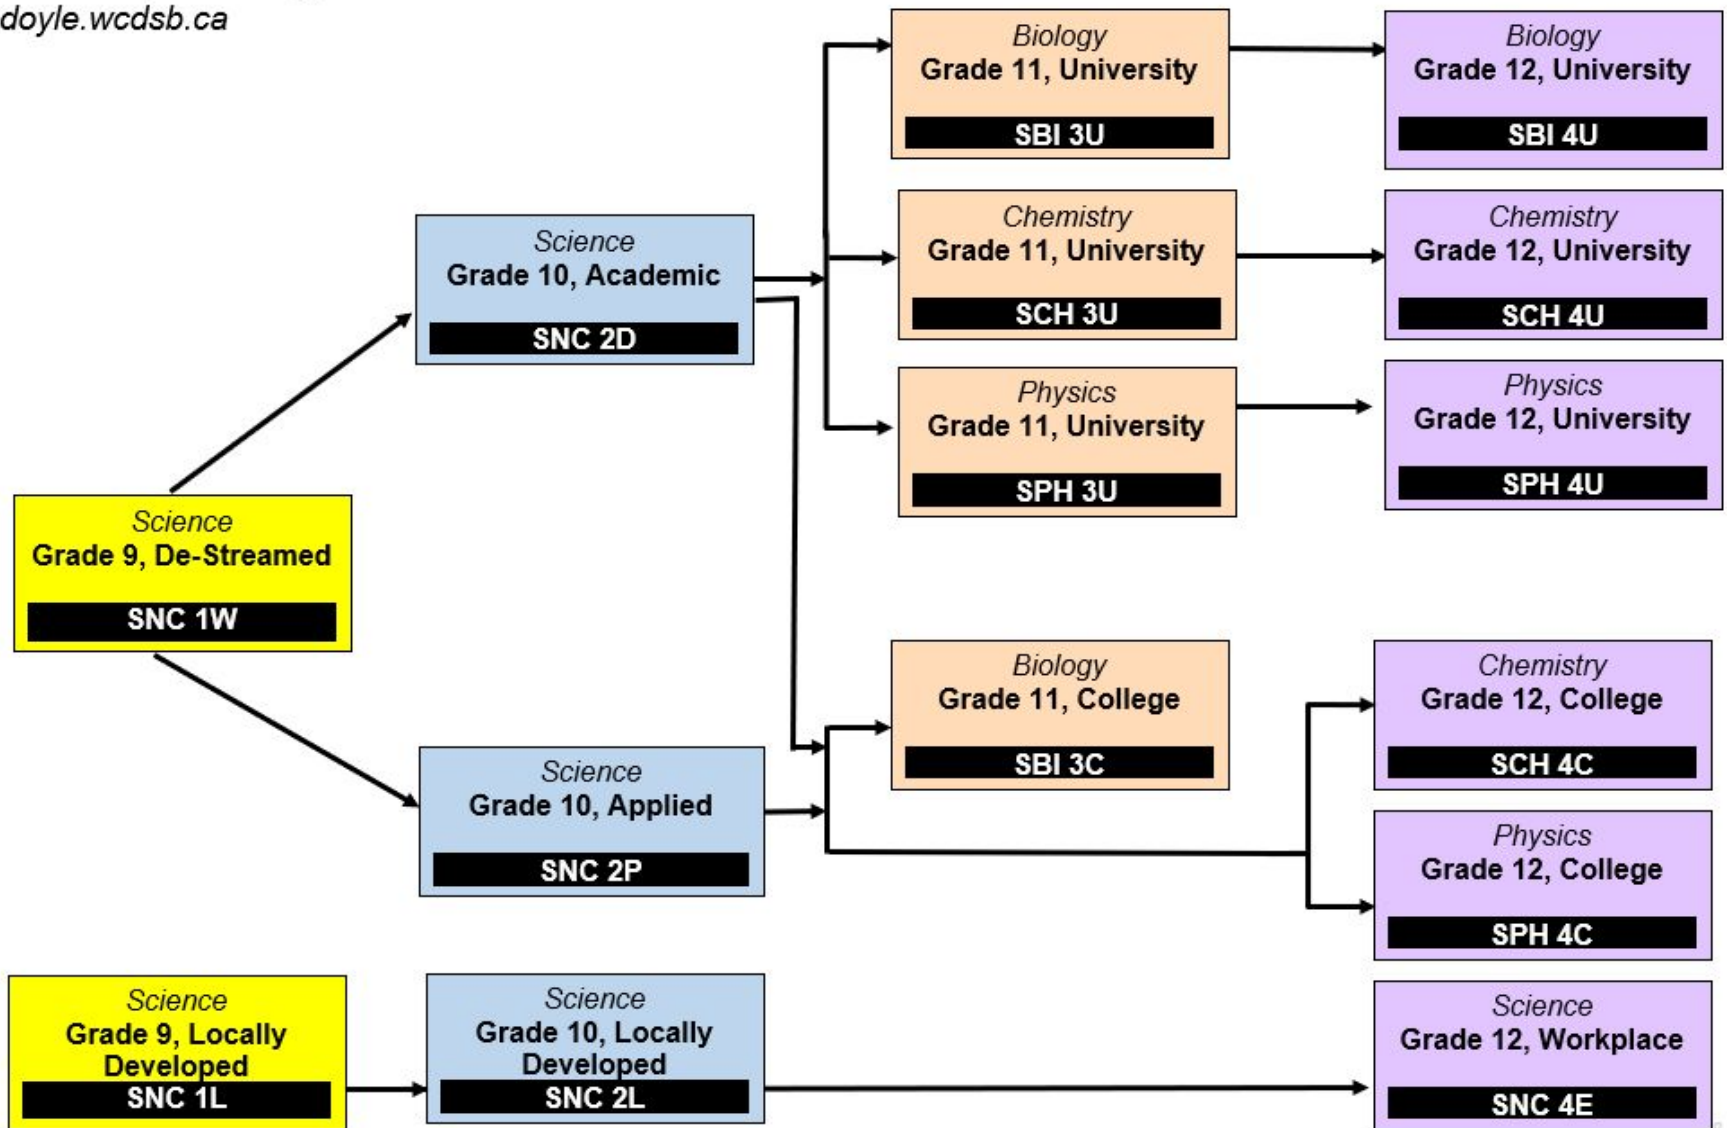 doyle.wcdsb.ca
Biology
Grade 11, University
SBI 3U
Biology
Grade 12, University
SBI 4U
Science
Grade 10, Academic
SNC 2D
Chemistry
Grade 11, University
SCH 3U
Chemistry
Grade 12, University
SCH 4U
Physics
Grade 11, University
SPH 3U
Physics
Grade 12, University
SPH 4U
Science
Grade 9, De-Streamed
SNC 1W
Biology
Grade 11, College
SBI 3C
Chemistry
Grade 12, College
SCH 4C
Science
Grade 10, Applied
SNC 2P
Physics
Grade 12, College
SPH 4C
Science
Grade 9, Locally
Developed
SNC 1L
Science
Grade 10, Locally
Developed
SNC 2L
Science
Grade 12, Workplace
SNC 4E